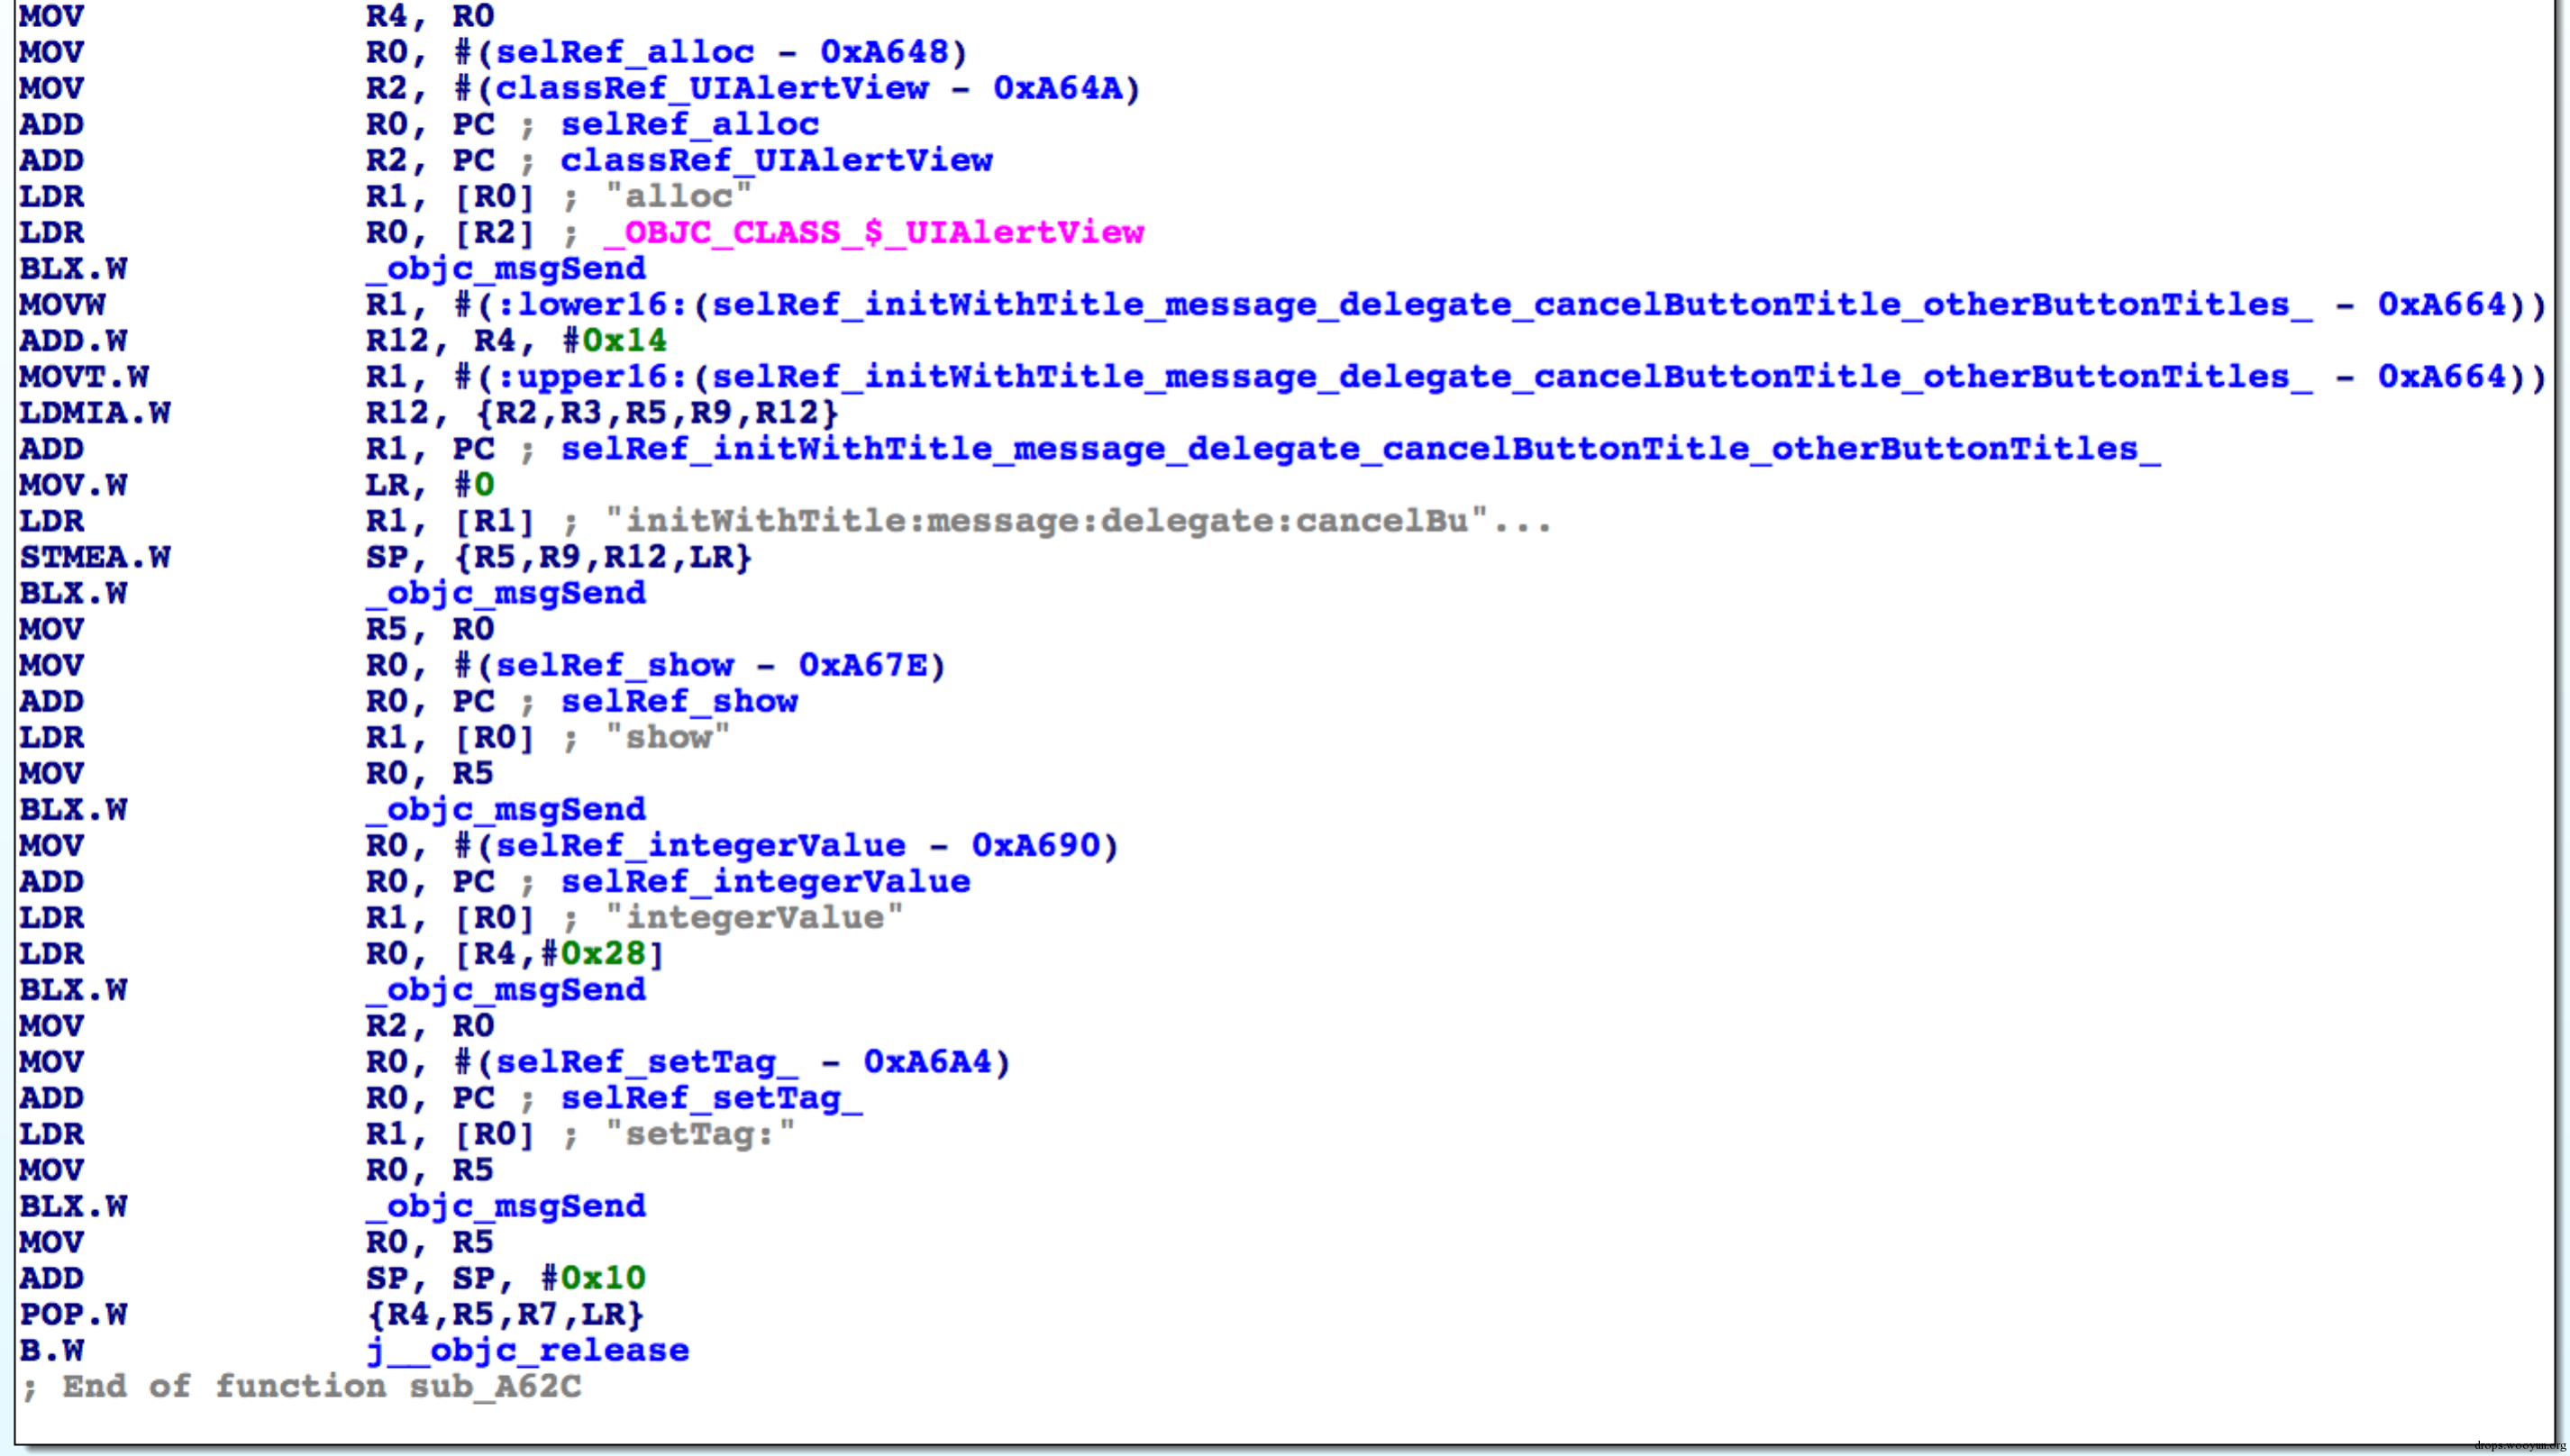 MOV R4, R0
MOV R0, #(selRef_alloc - 0xA648)
MOV R2, #(classRef_UIAlertView - 0xA64A)
ADD R0, PC ; selRef_alloc
ADD R2, PC ; classRef_UIAlertView
LDR R1, [R0] ; "alloc"
LDR R0, [R2] ; _OBJC_CLASS_$_UIAlertView
BLX.W _objc_msgSend
MOVW R1, #(:lower16:(selRef_initWithTitle_message_delegate_cancelButtonTitle_otherButtonTitles_ - 0xA664))
ADD.W R12, R4, #0x14
MOVT.W R1, #(:upper16:(selRef_initWithTitle_message_delegate_cancelButtonTitle_otherButtonTitles_ - 0xA664))
LDMIA.W R12, {R2,R3,R5,R9,R12}
ADD R1, PC ; selRef_initWithTitle_message_delegate_cancelButtonTitle_otherButtonTitles_
MOV.W LR, #0
LDR R1, [R1] ; "initWithTitle:message:delegate:cancelBu"...
STMEA.W SP, {R5,R9,R12,LR}
BLX.W _objc_msgSend
MOV R5, R0
MOV R0, #(selRef_show - 0xA67E)
ADD R0, PC ; selRef_show
LDR R1, [R0] ; "show"
MOV R0, R5
BLX.W _objc_msgSend
MOV R0, #(selRef_integerValue - 0xA690)
ADD R0, PC ; selRef_integerValue
LDR R1, [R0] ; "integerValue"
LDR R0, [R4,#0x28]
BLX.W _objc_msgSend
MOV R2, R0
MOV R0, #(selRef_setTag_ - 0xA6A4)
ADD R0, PC ; selRef_setTag_
LDR R1, [R0] ; "setTag:"
MOV R0, R5
BLX.W _objc_msgSend
MOV R0, R5
ADD SP, SP, #0x10
POP.W {R4,R5,R7,LR}
B.W j__objc_release
; End of function sub_A62C
drops.wooyun.org